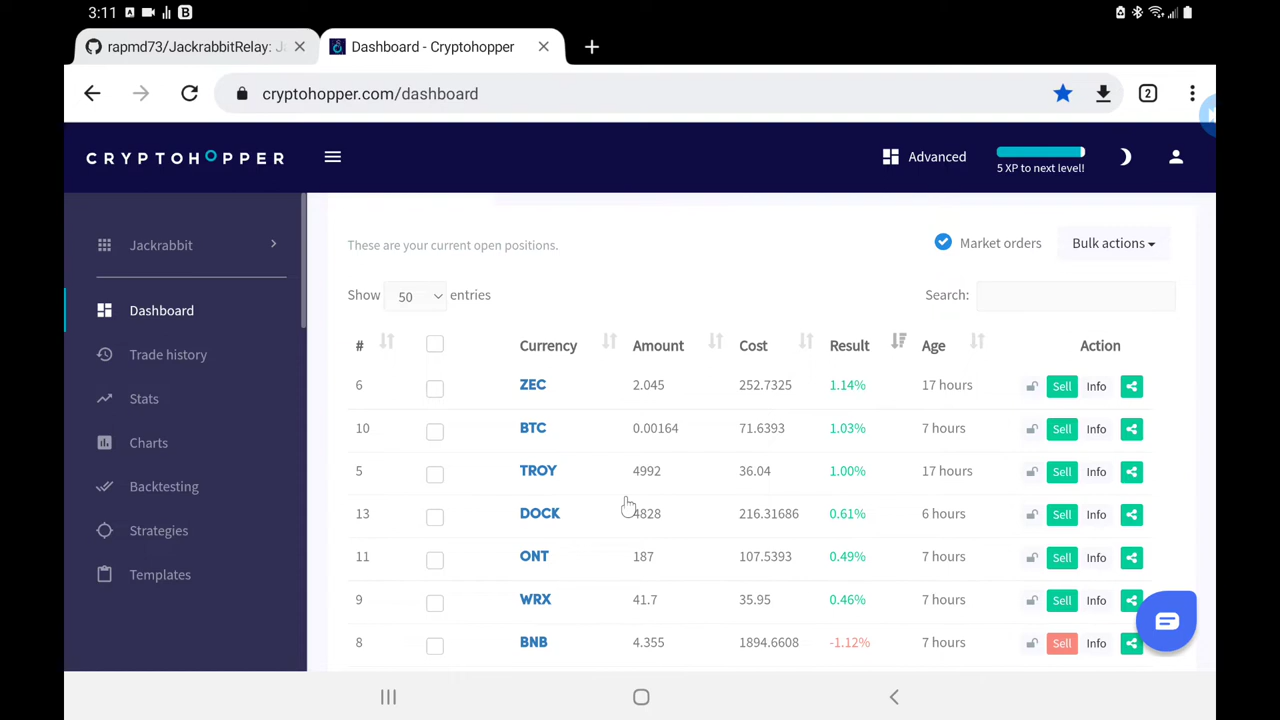 3:11
rapmd73/JackrabbitRelay: J
Dashboard - Cryptohopper
cryptohopper.com/dashboard
2
CRYPTOHOPPER
Advanced
5 XP to next level!
Jackrabbit
Dashboard
Trade history
Stats
Charts
Backtesting
Strategies
Templates
These are your current open positions.
Market orders
Bulk actions
Show 50 entries
Search:
# Currency Amount Cost Result Age Action
6 ZEC 2.045 252.7325 1.14% 17 hours Sell Info
10 BTC 0.00164 71.6393 1.03% 7 hours Sell Info
5 TROY 4992 36.04 1.00% 17 hours Sell Info
13 DOCK 4828 216.31686 0.61% 6 hours Sell Info
11 ONT 187 107.5393 0.49% 7 hours Sell Info
9 WRX 41.7 35.95 0.46% 7 hours Sell Info
8 BNB 4.355 1894.6608 -1.12% 7 hours Sell Info